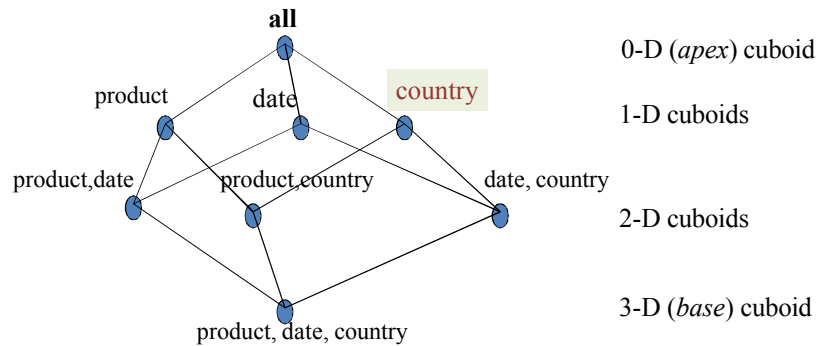 all
0-D (apex) cuboid
product
date
country
1-D cuboids
product,date
product,country
date, country
2-D cuboids
3-D (base) cuboid
product, date, country